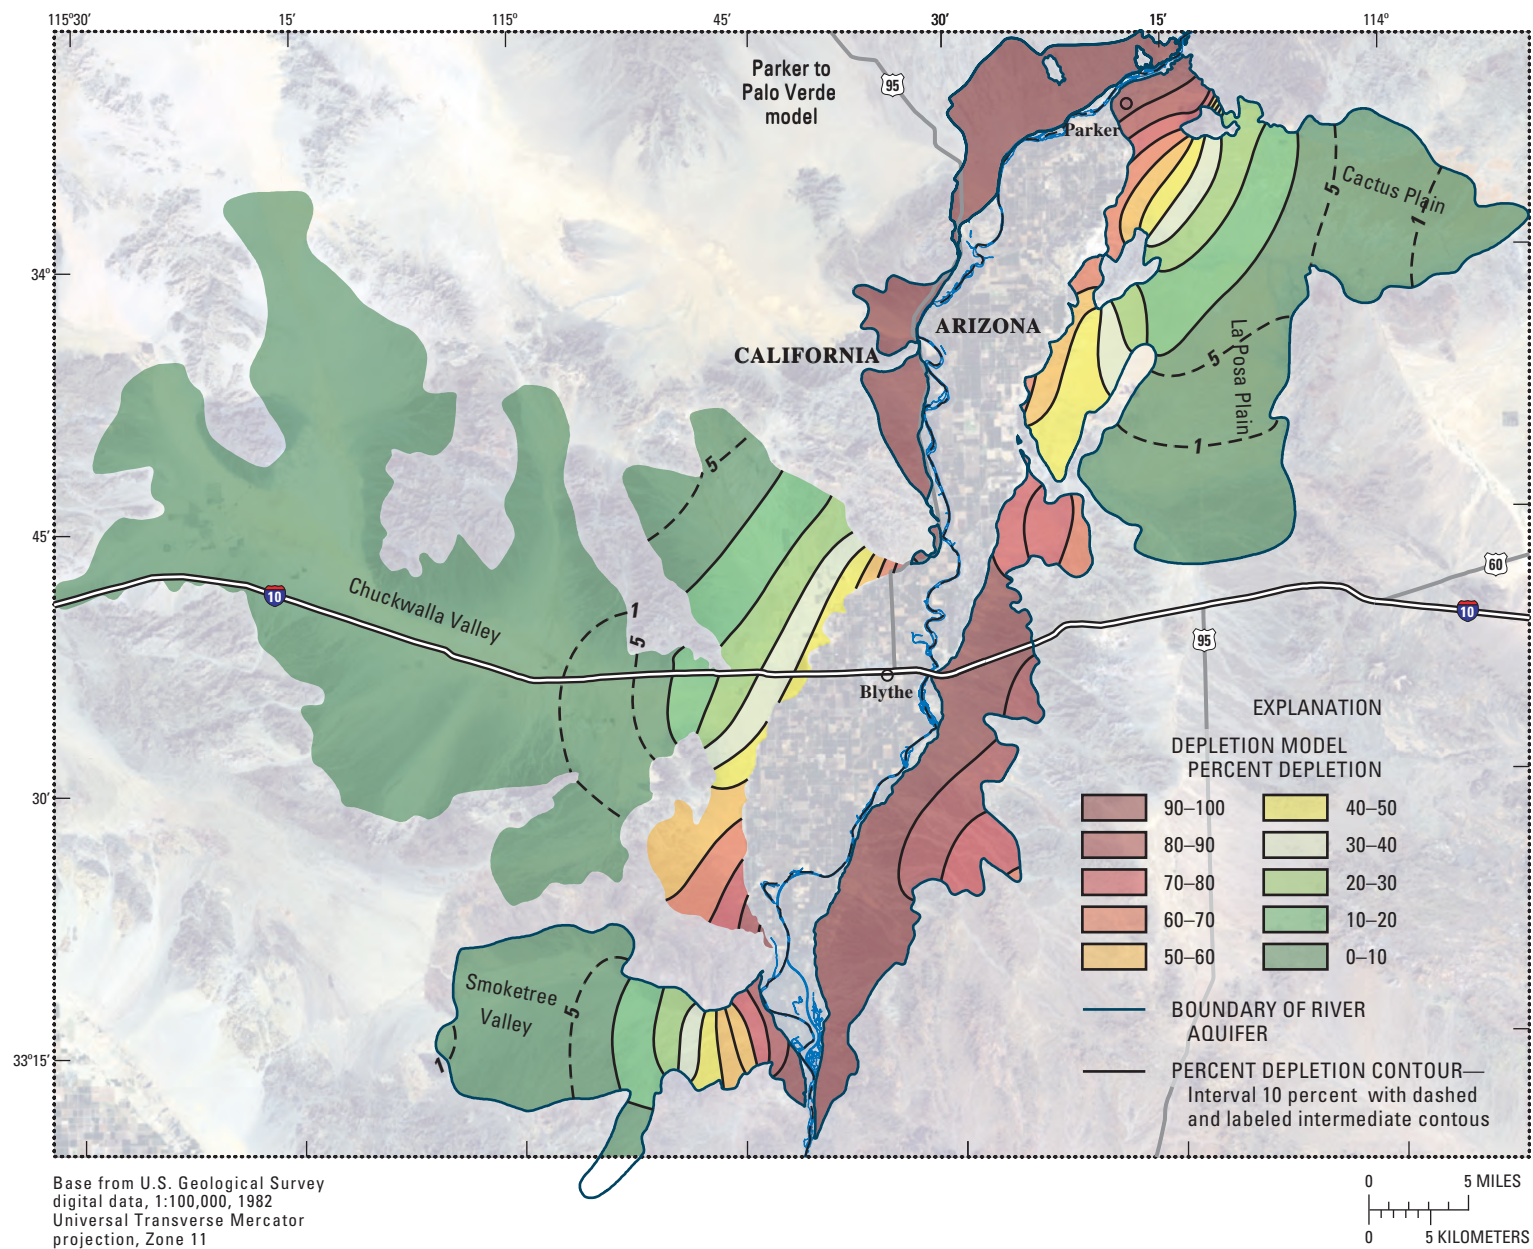 115°30′
15′
115°
45′
30′
15′
114°
Parker to
Palo Verde
model
95
Parker
Cactus Plain
5
1
34°
ARIZONA
CALIFORNIA
La Posa Plain
5
1
5
45′
60
10
Chuckwalla Valley
1
5
10
95
Blythe
EXPLANATION
DEPLETION MODEL
PERCENT DEPLETION
90–100
40–50
80–90
30–40
70–80
20–30
60–70
10–20
50–60
0–10
30′
Smoketree
Valley
5
1
33°15′
BOUNDARY OF RIVER
AQUIFER
PERCENT DEPLETION CONTOUR—
Interval 10 percent with dashed
and labeled intermediate contous
Base from U.S. Geological Survey
digital data, 1:100,000, 1982
Universal Transverse Mercator
projection, Zone 11
0 5 MILES
0 5 KILOMETERS